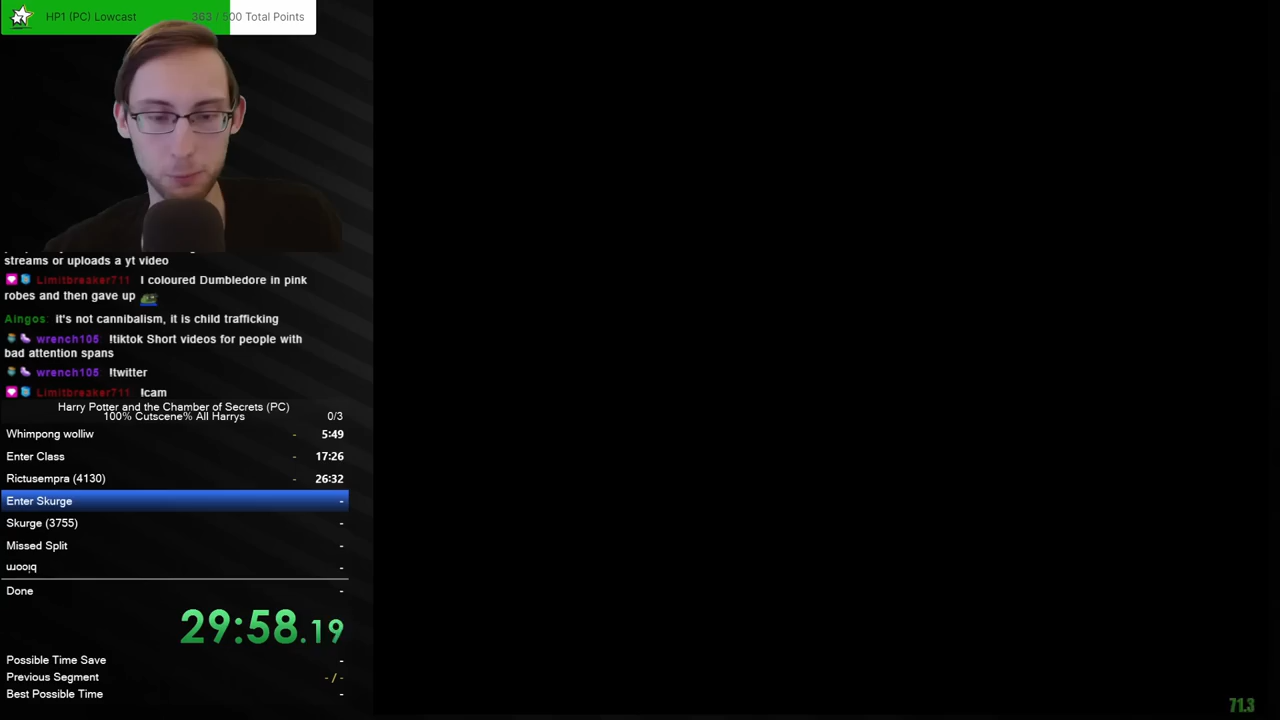 HP1 (PC) Lowcast 363 / 500 Total Points
streams or uploads a yt video
Limitbreaker711 I coloured Dumbledore in pink
robes and then gave up
Aingos: it's not cannibalism, it is child trafficking
wrench105 !tiktok Short videos for people with
bad attention spans
wrench105 !twitter
Limitbreaker711 !cam
Harry Potter and the Chamber of Secrets (PC)
100% Cutscene% All Harrys 0/3
Whimpong wolliw - 5:49
Enter Class - 17:26
Rictusempra (4130) - 26:32
Enter Skurge -
Skurge (3755) -
Missed Split -
Done -
29:58.19
Possible Time Save -
Previous Segment - / -
Best Possible Time -
71.3